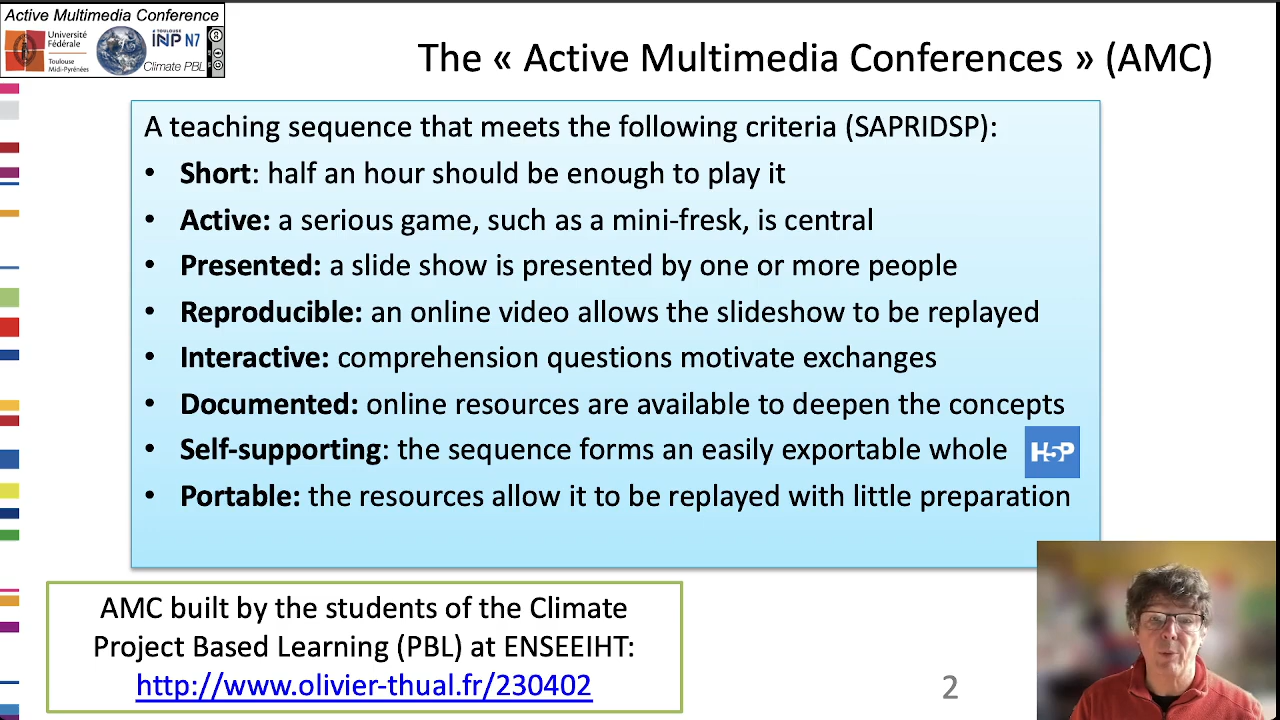 Active Multimedia Conference
Université
Fédérale
Toulouse
Midi-Pyrénées
TOULOUSE
INP N7
Climate PBL
The « Active Multimedia Conferences » (AMC)
A teaching sequence that meets the following criteria (SAPRIDSP):
• Short: half an hour should be enough to play it
• Active: a serious game, such as a mini-fresk, is central
• Presented: a slide show is presented by one or more people
• Reproducible: an online video allows the slideshow to be replayed
• Interactive: comprehension questions motivate exchanges
• Documented: online resources are available to deepen the concepts
• Self-supporting: the sequence forms an easily exportable whole
H5P
• Portable: the resources allow it to be replayed with little preparation
AMC built by the students of the Climate
Project Based Learning (PBL) at ENSEEIHT:
http://www.olivier-thual.fr/230402
2